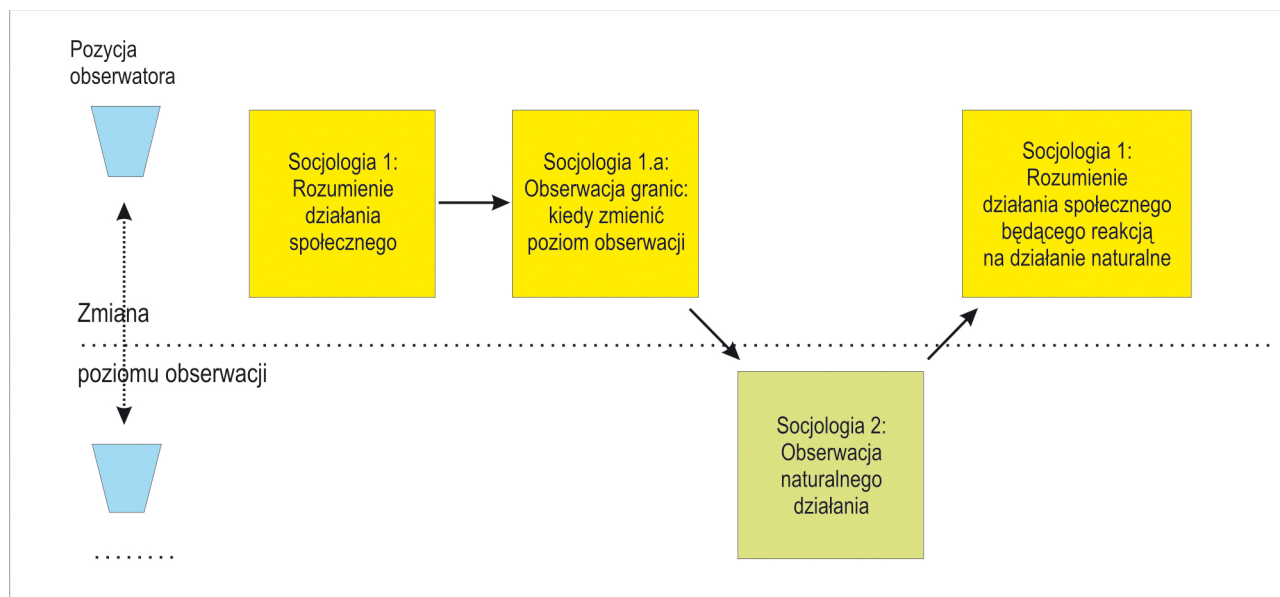 Pozycja
obserwatora
Socjologia 1:
Rozumienie
działania
społecznego
Socjologia 1.a:
Obserwacja granic:
kiedy zmienić
poziom obserwacji
Socjologia 1:
Rozumienie
działania społecznego
będącego reakcją
na działanie naturalne
Zmiana
poziomu obserwacji
Socjologia 2:
Obserwacja
naturalnego
działania